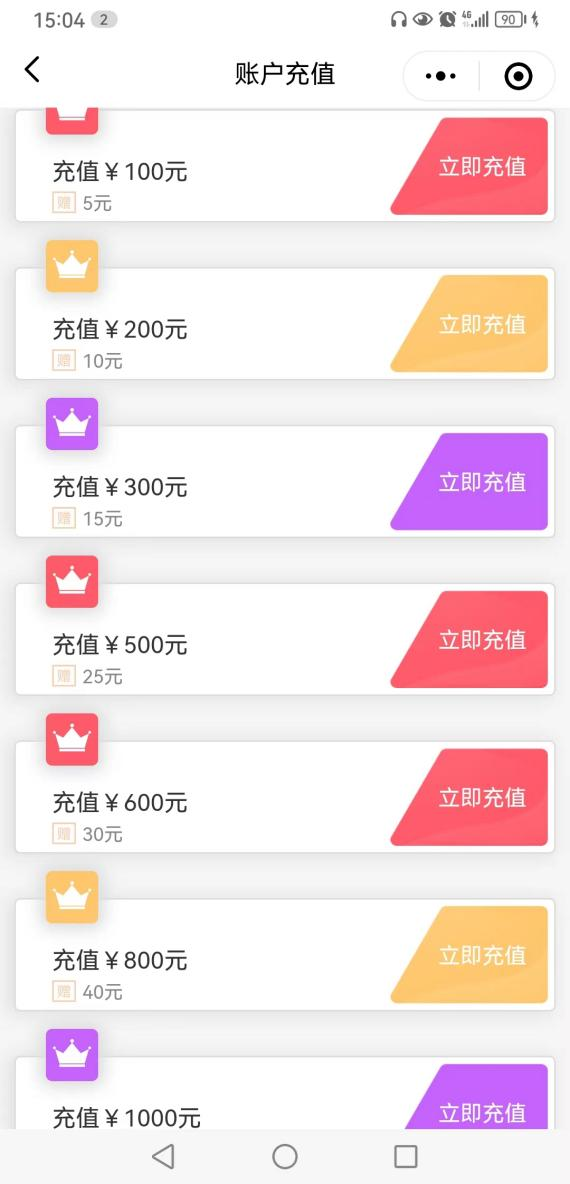 15:04 2 4G 90
账户充值
充值￥100元
立即充值
赠 5元
充值￥200元
立即充值
赠 10元
充值￥300元
立即充值
赠 15元
充值￥500元
立即充值
赠 25元
充值￥600元
立即充值
赠 30元
充值￥800元
立即充值
赠 40元
充值￥1000元
立即充值